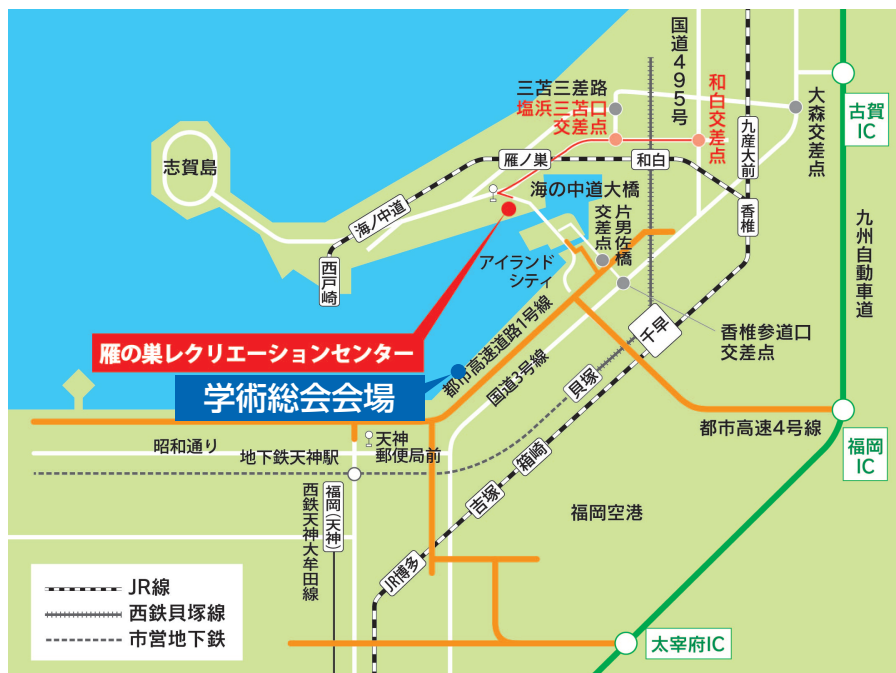 国道495号
三苫三差路
塩浜三苫口
交差点
和白交差点
大森交差点
古賀
IC
九産大前
志賀島
雁ノ巣
和白
海の中道大橋
香椎
海ノ中道
片男佐橋
交差点
九州自動車道
西戸崎
アイランド
シティ
千早
香椎参道口
交差点
雁の巣レクリエーションセンター
都市高速道路1号線
学術総会会場
国道3号線
貝塚
都市高速4号線
昭和通り
天神
郵便局前
地下鉄天神駅
箱崎
福岡
IC
西鉄天神大牟田線
福岡(天神)
吉塚
福岡空港
JR博多
JR線
西鉄貝塚線
市営地下鉄
太宰府IC